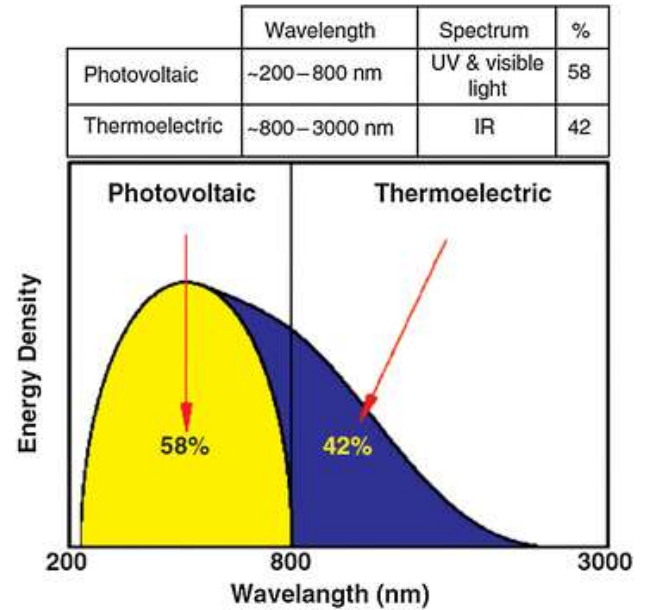 Wavelength Spectrum %
Photovoltaic ~200–800 nm UV & visible light 58
Thermoelectric ~800–3000 nm IR 42
Photovoltaic Thermoelectric
Energy Density
58% 42%
200 800 3000
Wavelangth (nm)